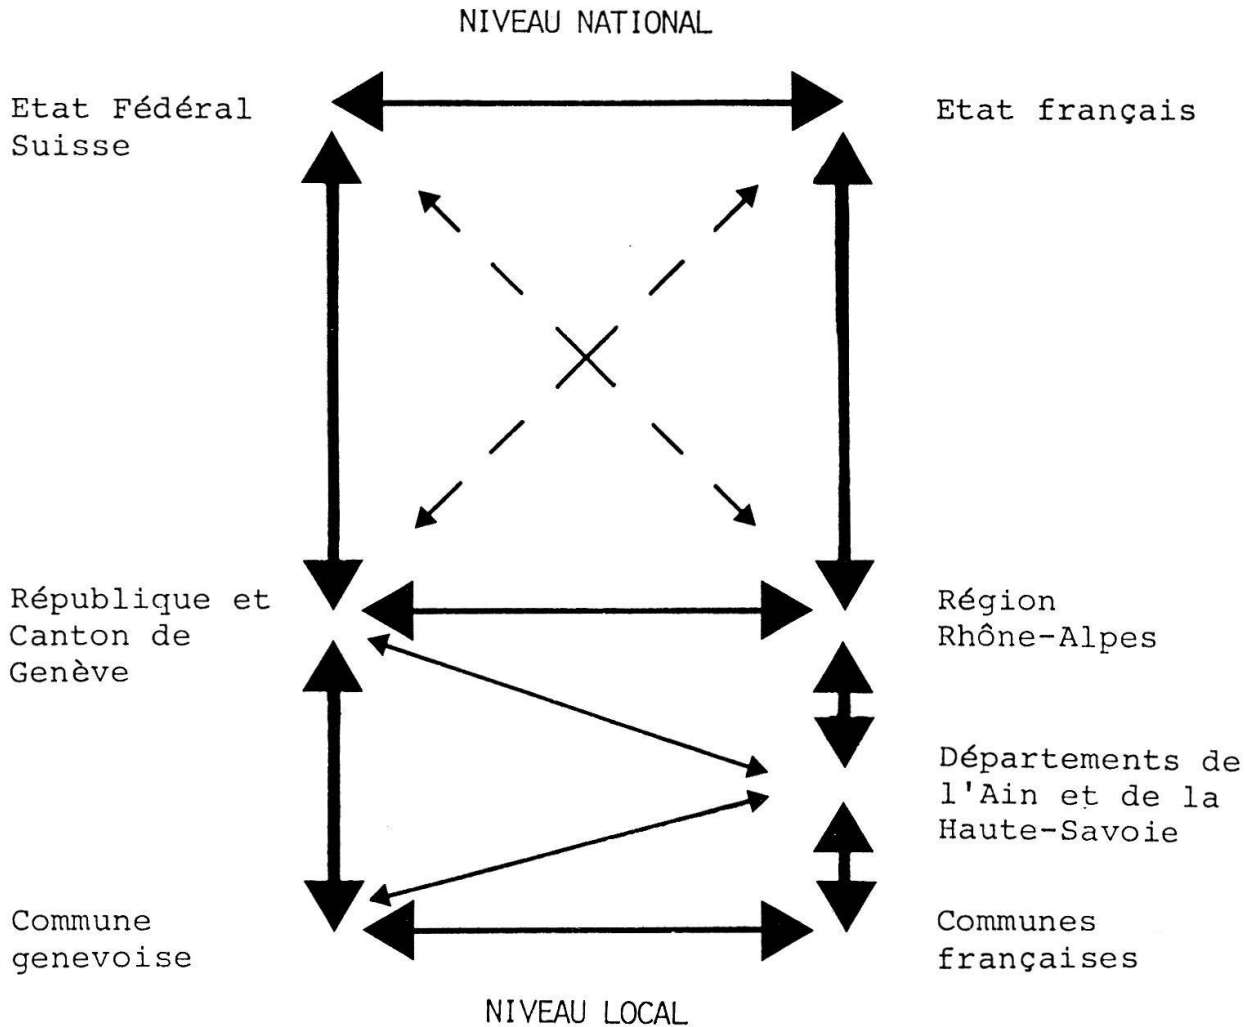 NIVEAU NATIONAL
Etat Fédéral
Suisse
Etat français
République et
Canton de
Genève
Région
Rhône-Alpes
Départements de
l'Ain et de la
Haute-Savoie
Commune
genevoise
Communes
françaises
NIVEAU LOCAL